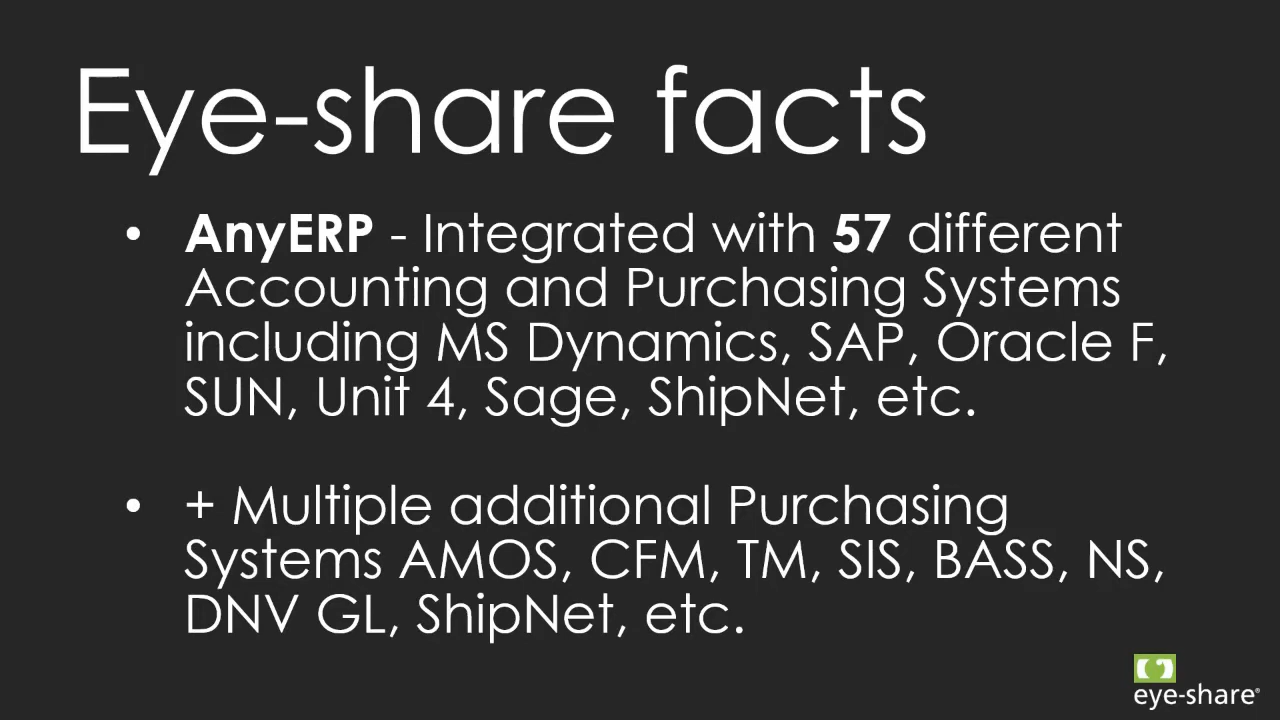 Eye-share facts
• AnyERP - Integrated with 57 different
Accounting and Purchasing Systems
including MS Dynamics, SAP, Oracle F,
SUN, Unit 4, Sage, ShipNet, etc.
• + Multiple additional Purchasing
Systems AMOS, CFM, TM, SIS, BASS, NS,
DNV GL, ShipNet, etc.
eye-share®